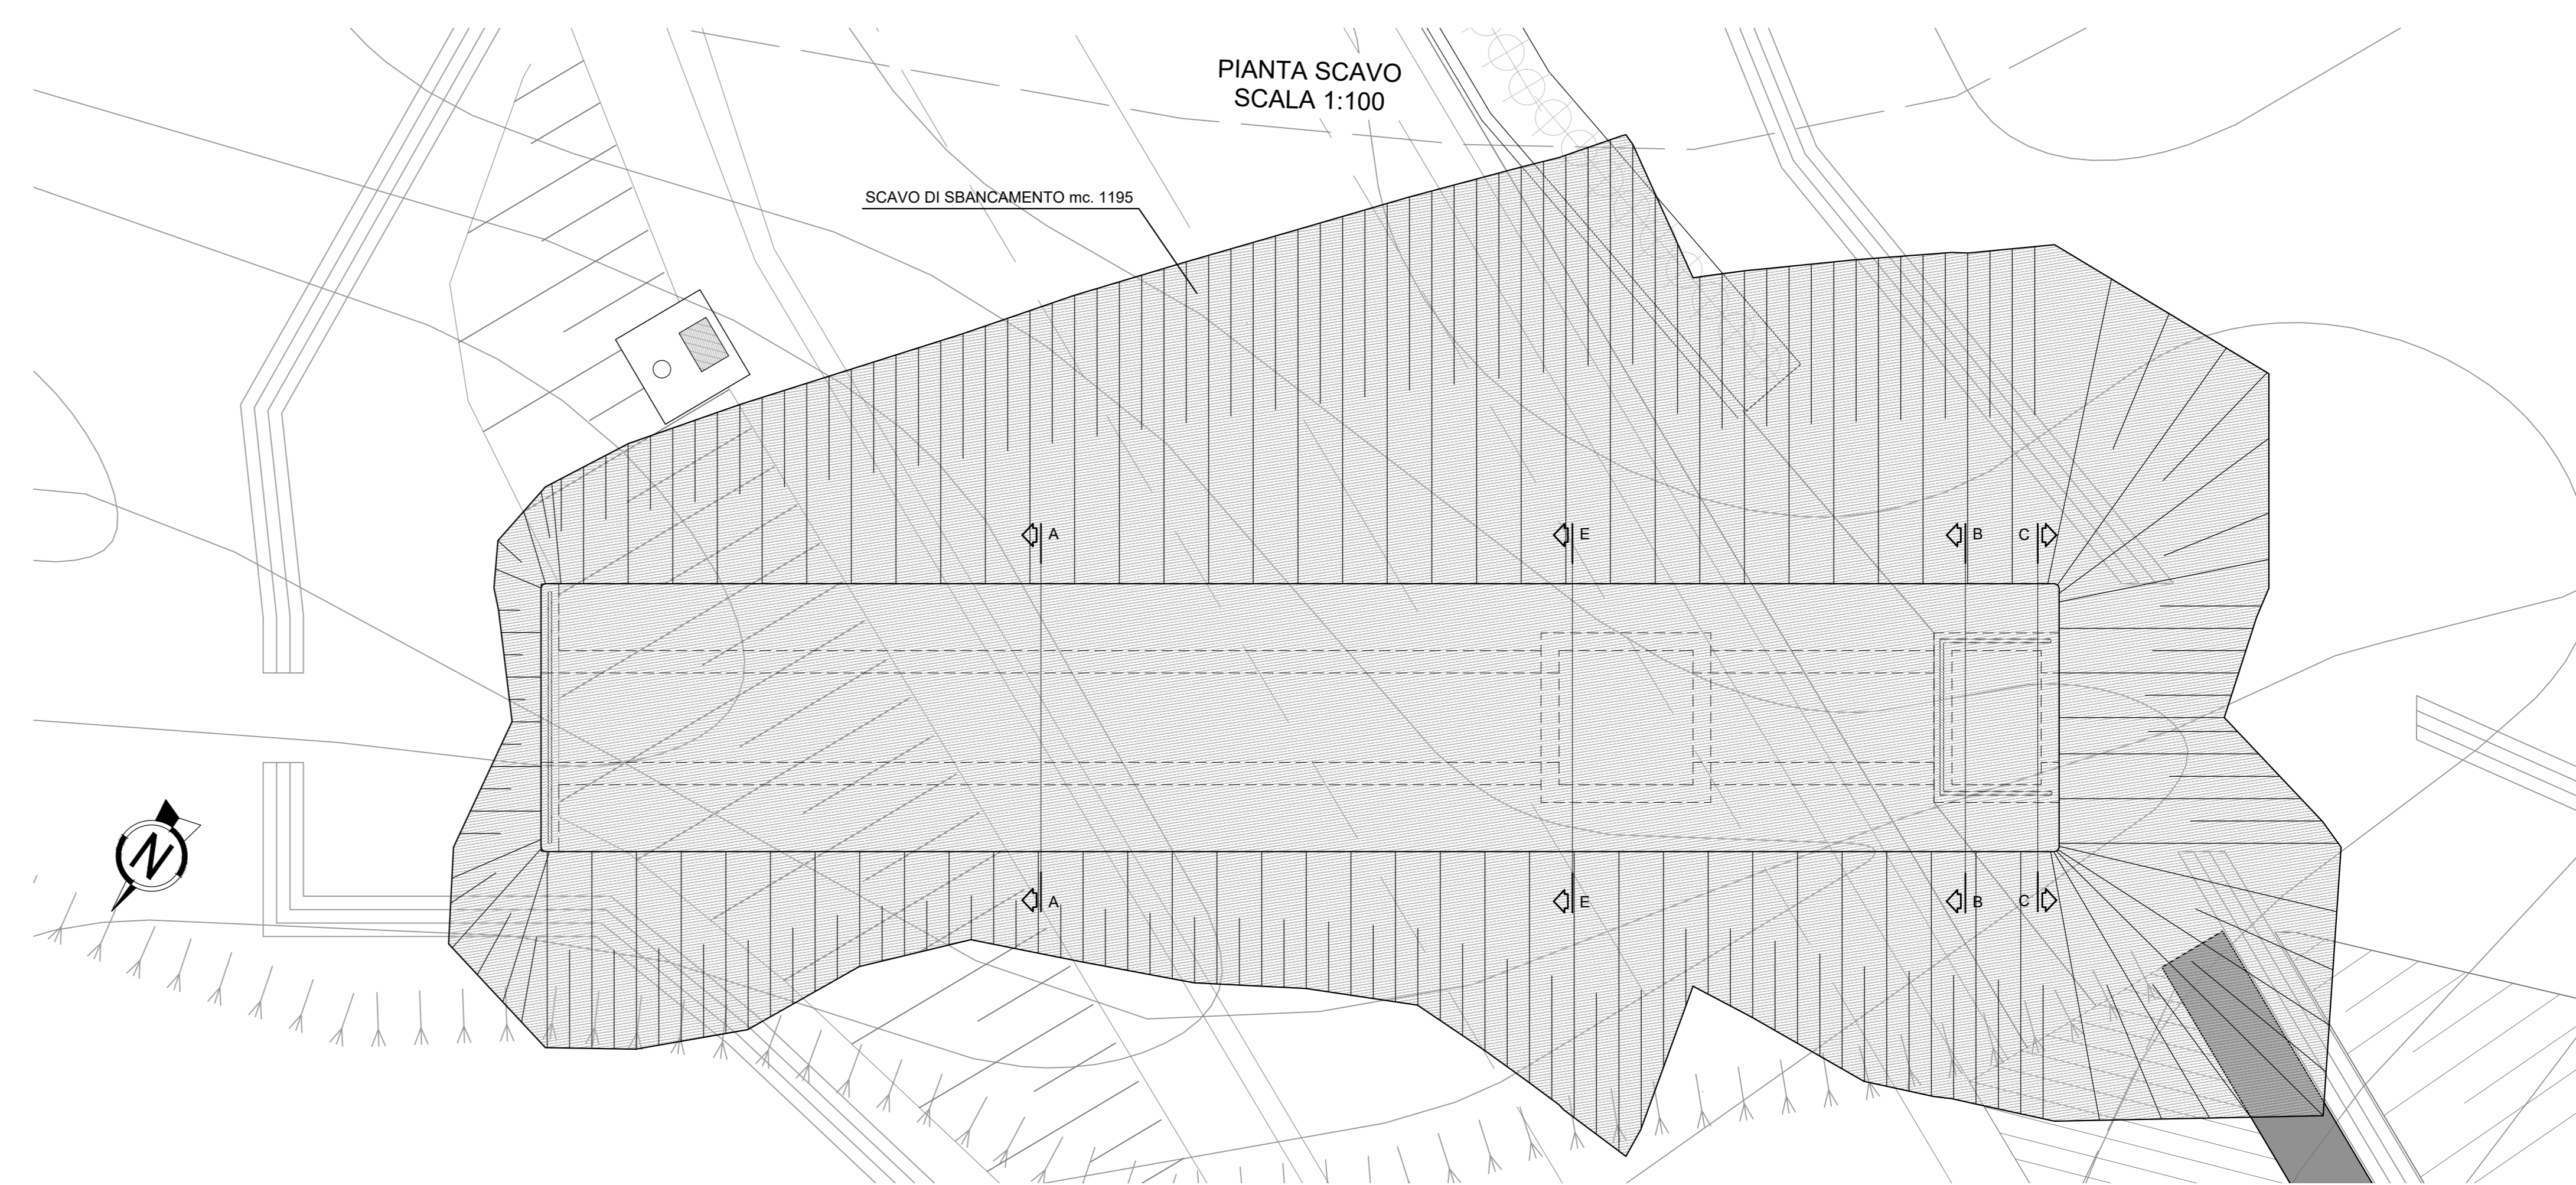 PIANTA SCAVO
SCALA 1:100
SCAVO DI SBANCAMENTO mc. 1195
A
E
B
C
N
A
E
B
C